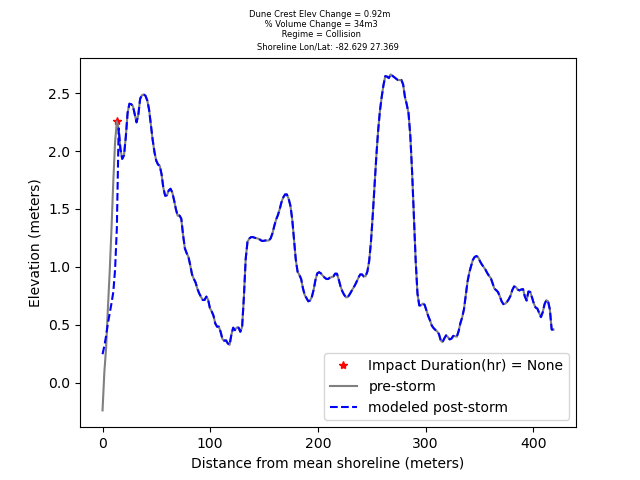 Dune Crest Elev Change = 0.92m
% Volume Change = 34m3
Regime = Collision
Shoreline Lon/Lat: -82.629 27.369
2.5
2.0
1.5
1.0
0.5
0.0
Elevation (meters)
Impact Duration(hr) = None
pre-storm
modeled post-storm
0 100 200 300 400
Distance from mean shoreline (meters)